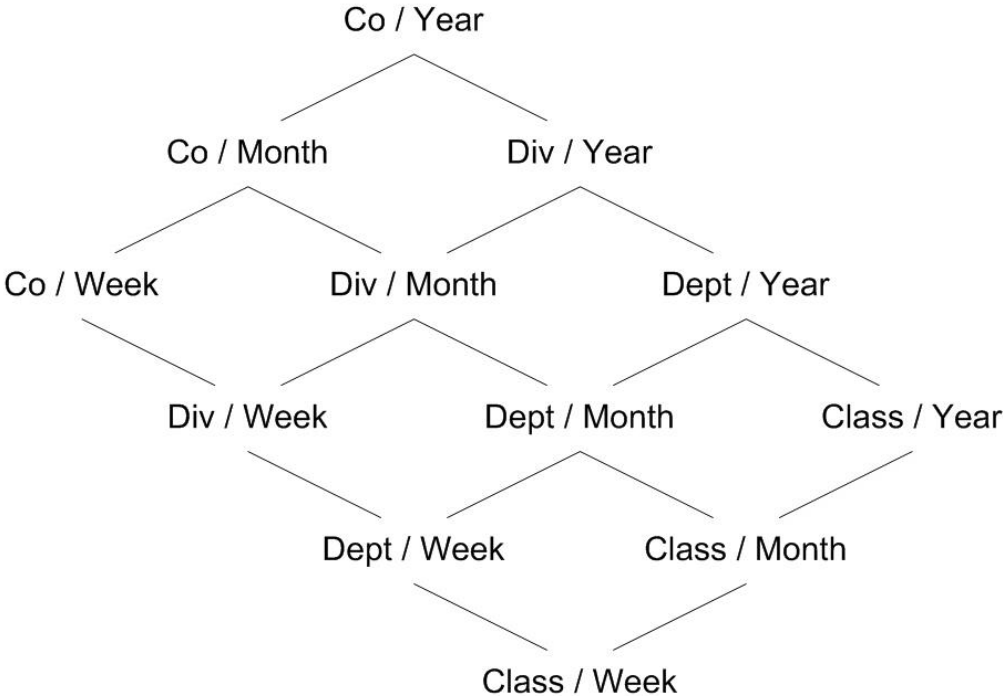 Co / Year
Co / Month
Div / Year
Co / Week
Div / Month
Dept / Year
Div / Week
Dept / Month
Class / Year
Dept / Week
Class / Month
Class / Week